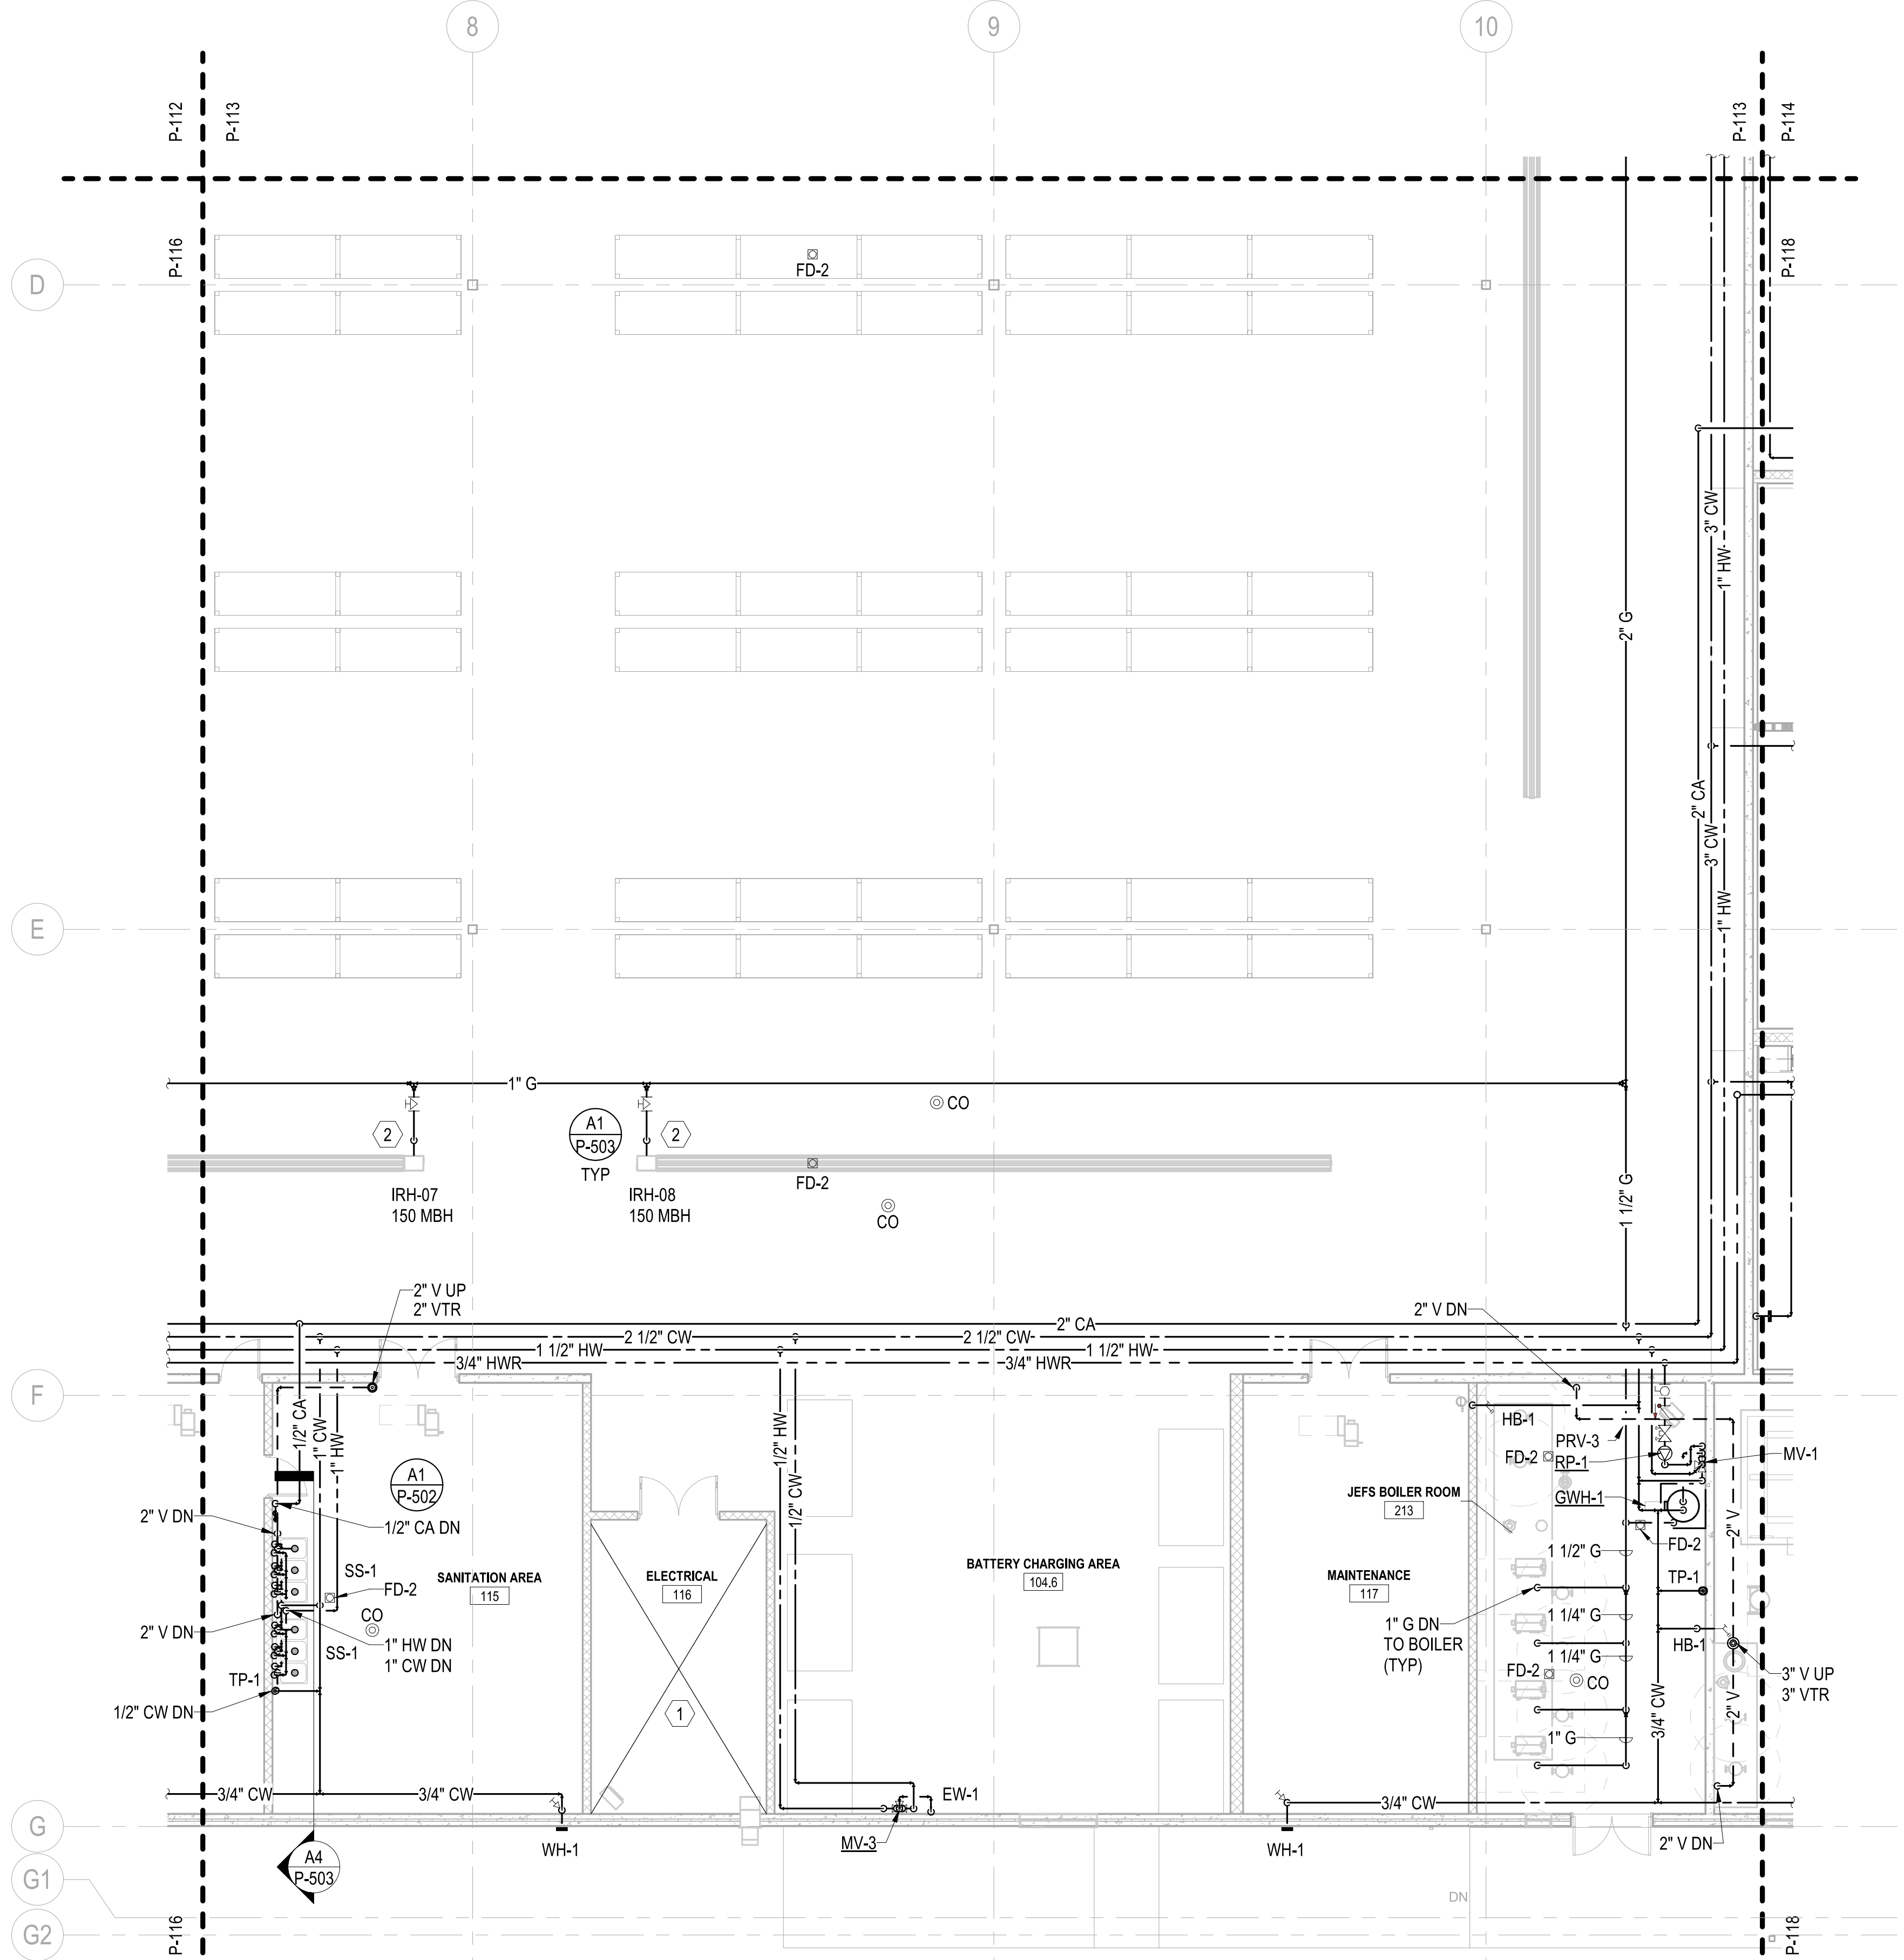 8
9
10
P-112
P-113
P-113
P-114
P-116
P-118
D
FD-2
3" CW
1" HW
2" G
2" CA
3" CW
1" HW
E
1" G
CO
2
A1
P-503
TYP
2
FD-2
IRH-07
150 MBH
IRH-08
150 MBH
CO
1 1/2" G
2" V UP
2" VTR
2" V DN
2" CA
2 1/2" CW
2 1/2" CW
1 1/2" HW
1 1/2" HW
3/4" HWR
3/4" HWR
F
1/2" CA
1" CW
1" HW
1/2" HW
1/2" CW
HB-1
PRV-3
FD-2
RP-1
MV-1
A1
P-502
JEFS BOILER ROOM
213
GWH-1
2" V DN
1/2" CA DN
2" V
FD-2
1 1/2" G
SS-1
SANITATION AREA
115
FD-2
ELECTRICAL
116
BATTERY CHARGING AREA
104.6
MAINTENANCE
117
TP-1
CO
1 1/4" G
1" G DN
TO BOILER
(TYP)
2" V DN
1" HW DN
1" CW DN
SS-1
HB-1
1 1/4" G
TP-1
FD-2
CO
3" V UP
3" VTR
1/2" CW DN
1
3/4" CW
2" V
1" G
3/4" CW
3/4" CW
EW-1
3/4" CW
G
WH-1
MV-3
WH-1
2" V DN
A4
P-503
G1
DN
G2
P-116
P-118